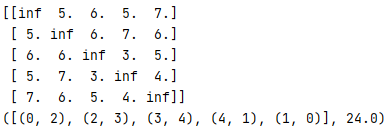 [[inf  5.  6.  5.  7.]
 [ 5. inf  6.  7.  6.]
 [ 6.  6. inf  3.  5.]
 [ 5.  7.  3. inf  4.]
 [ 7.  6.  5.  4. inf]]
([(0, 2), (2, 3), (3, 4), (4, 1), (1, 0)], 24.0)